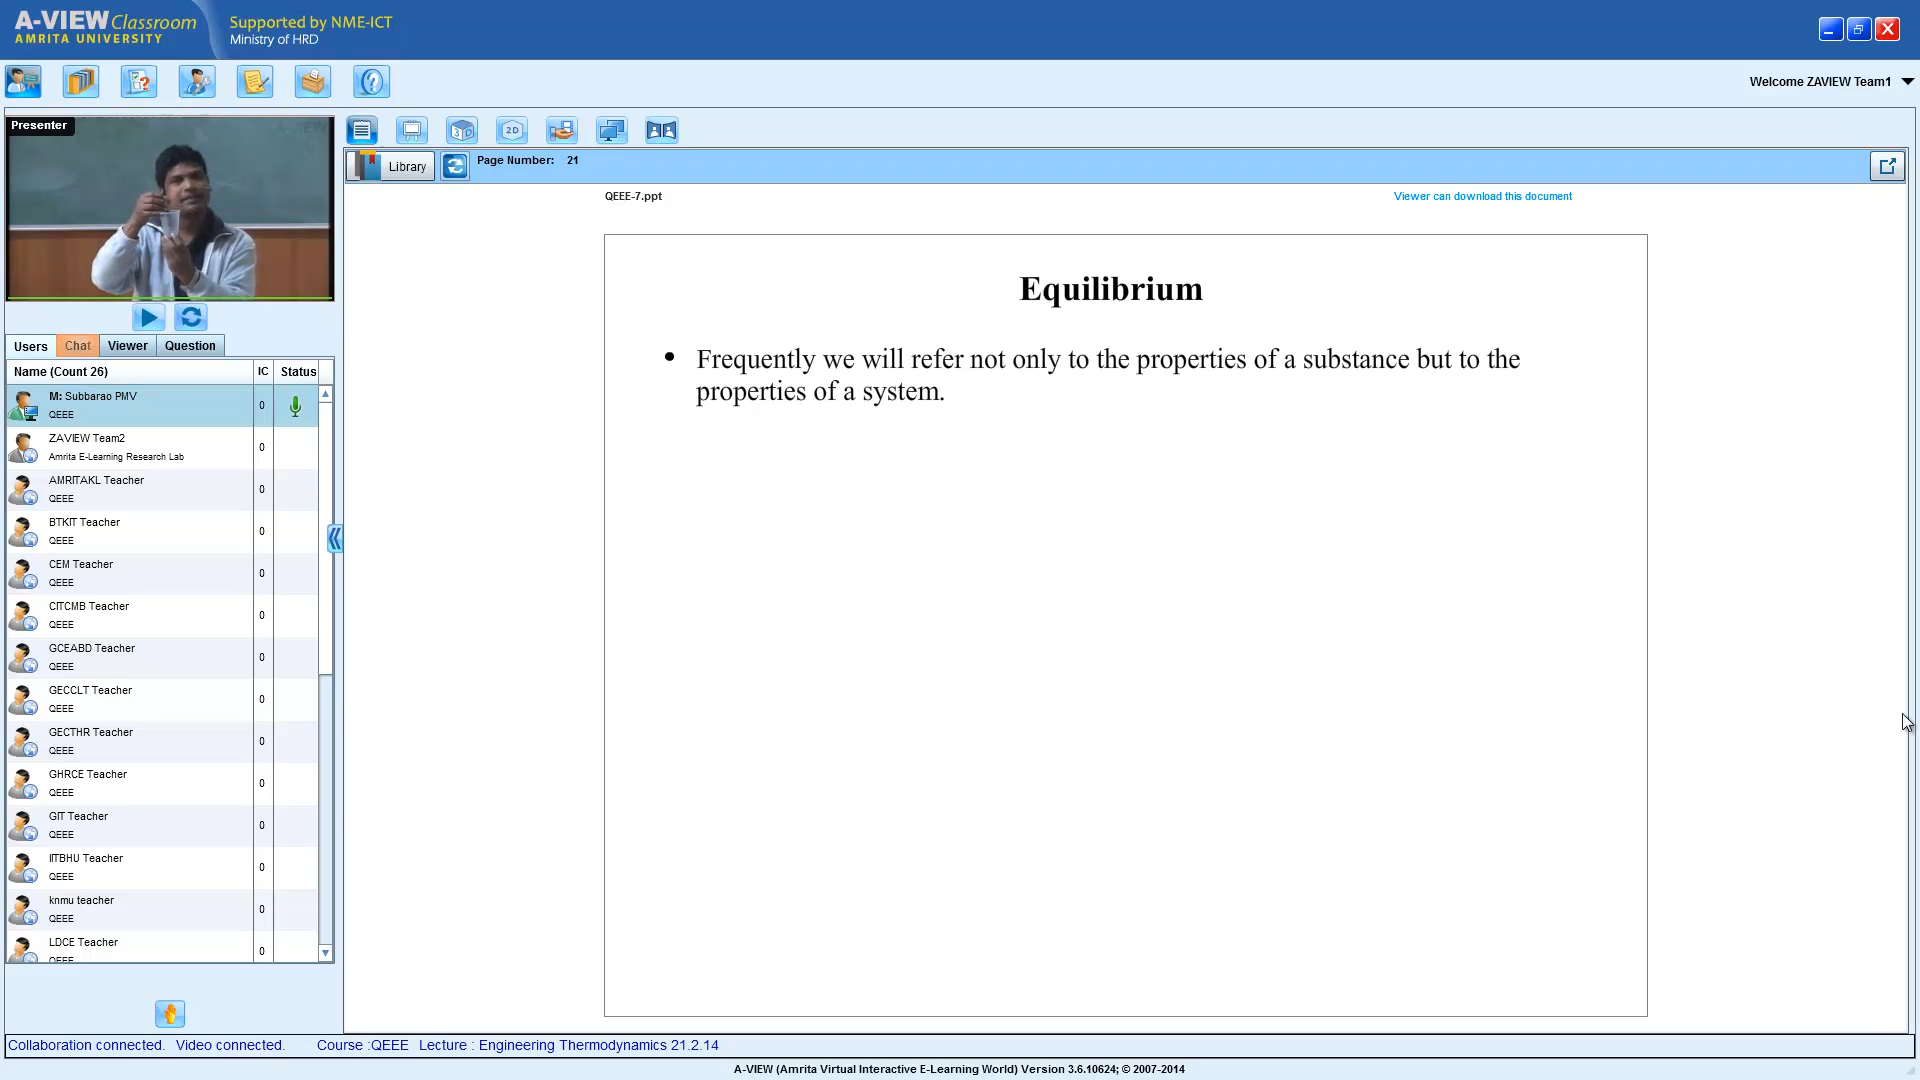 A-VIEW Classroom
AMRITA UNIVERSITY
Supported by NME-ICT
Ministry of HRD
Welcome ZAVIEW Team1
Presenter
3D
2D
Library
Page Number: 21
QEEE-7.ppt
Viewer can download this document
Equilibrium
• Frequently we will refer not only to the properties of a substance but to the
properties of a system.
Users Chat Viewer Question
Name (Count 26) IC Status
M: Subbarao PMV
QEEE
0
ZAVIEW Team2
Amrita E-Learning Research Lab
0
AMRITAKL Teacher
QEEE
0
BTKIT Teacher
QEEE
0
CEM Teacher
QEEE
0
CITCMB Teacher
QEEE
0
GCEABD Teacher
QEEE
0
GECCLT Teacher
QEEE
0
GECTHR Teacher
QEEE
0
GHRCE Teacher
QEEE
0
GIT Teacher
QEEE
0
IITBHU Teacher
QEEE
0
knmu teacher
QEEE
0
LDCE Teacher
QEEE
0
Collaboration connected. Video connected. Course :QEEE Lecture : Engineering Thermodynamics 21.2.14
A-VIEW (Amrita Virtual Interactive E-Learning World) Version 3.6.10624; © 2007-2014